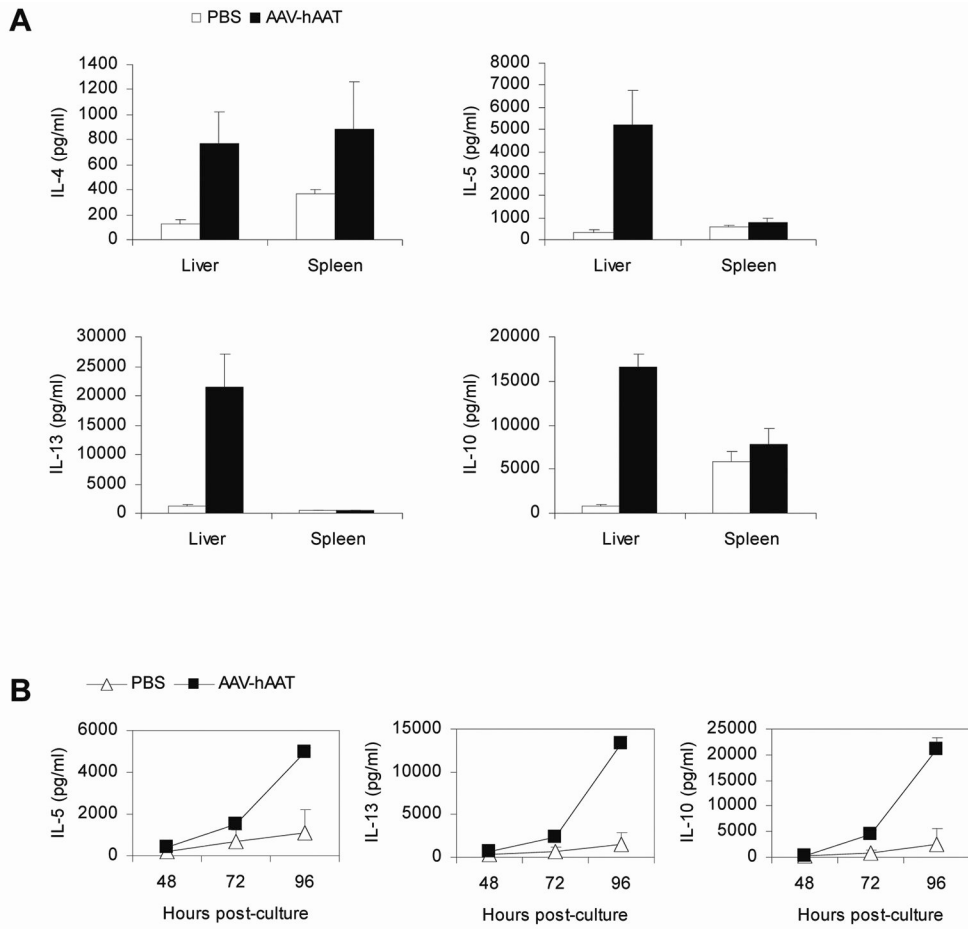 A
PBS AAV-hAAT
IL-4 (pg/ml)
1400
1200
1000
800
600
400
200
0
Liver Spleen
IL-5 (pg/ml)
8000
7000
6000
5000
4000
3000
2000
1000
0
Liver Spleen
IL-13 (pg/ml)
30000
25000
20000
15000
10000
5000
0
Liver Spleen
IL-10 (pg/ml)
20000
15000
10000
5000
0
Liver Spleen
B
PBS AAV-hAAT
IL-5 (pg/ml)
6000
4000
2000
0
48 72 96
Hours post-culture
IL-13 (pg/ml)
15000
10000
5000
0
48 72 96
Hours post-culture
IL-10 (pg/ml)
25000
20000
15000
10000
5000
0
48 72 96
Hours post-culture